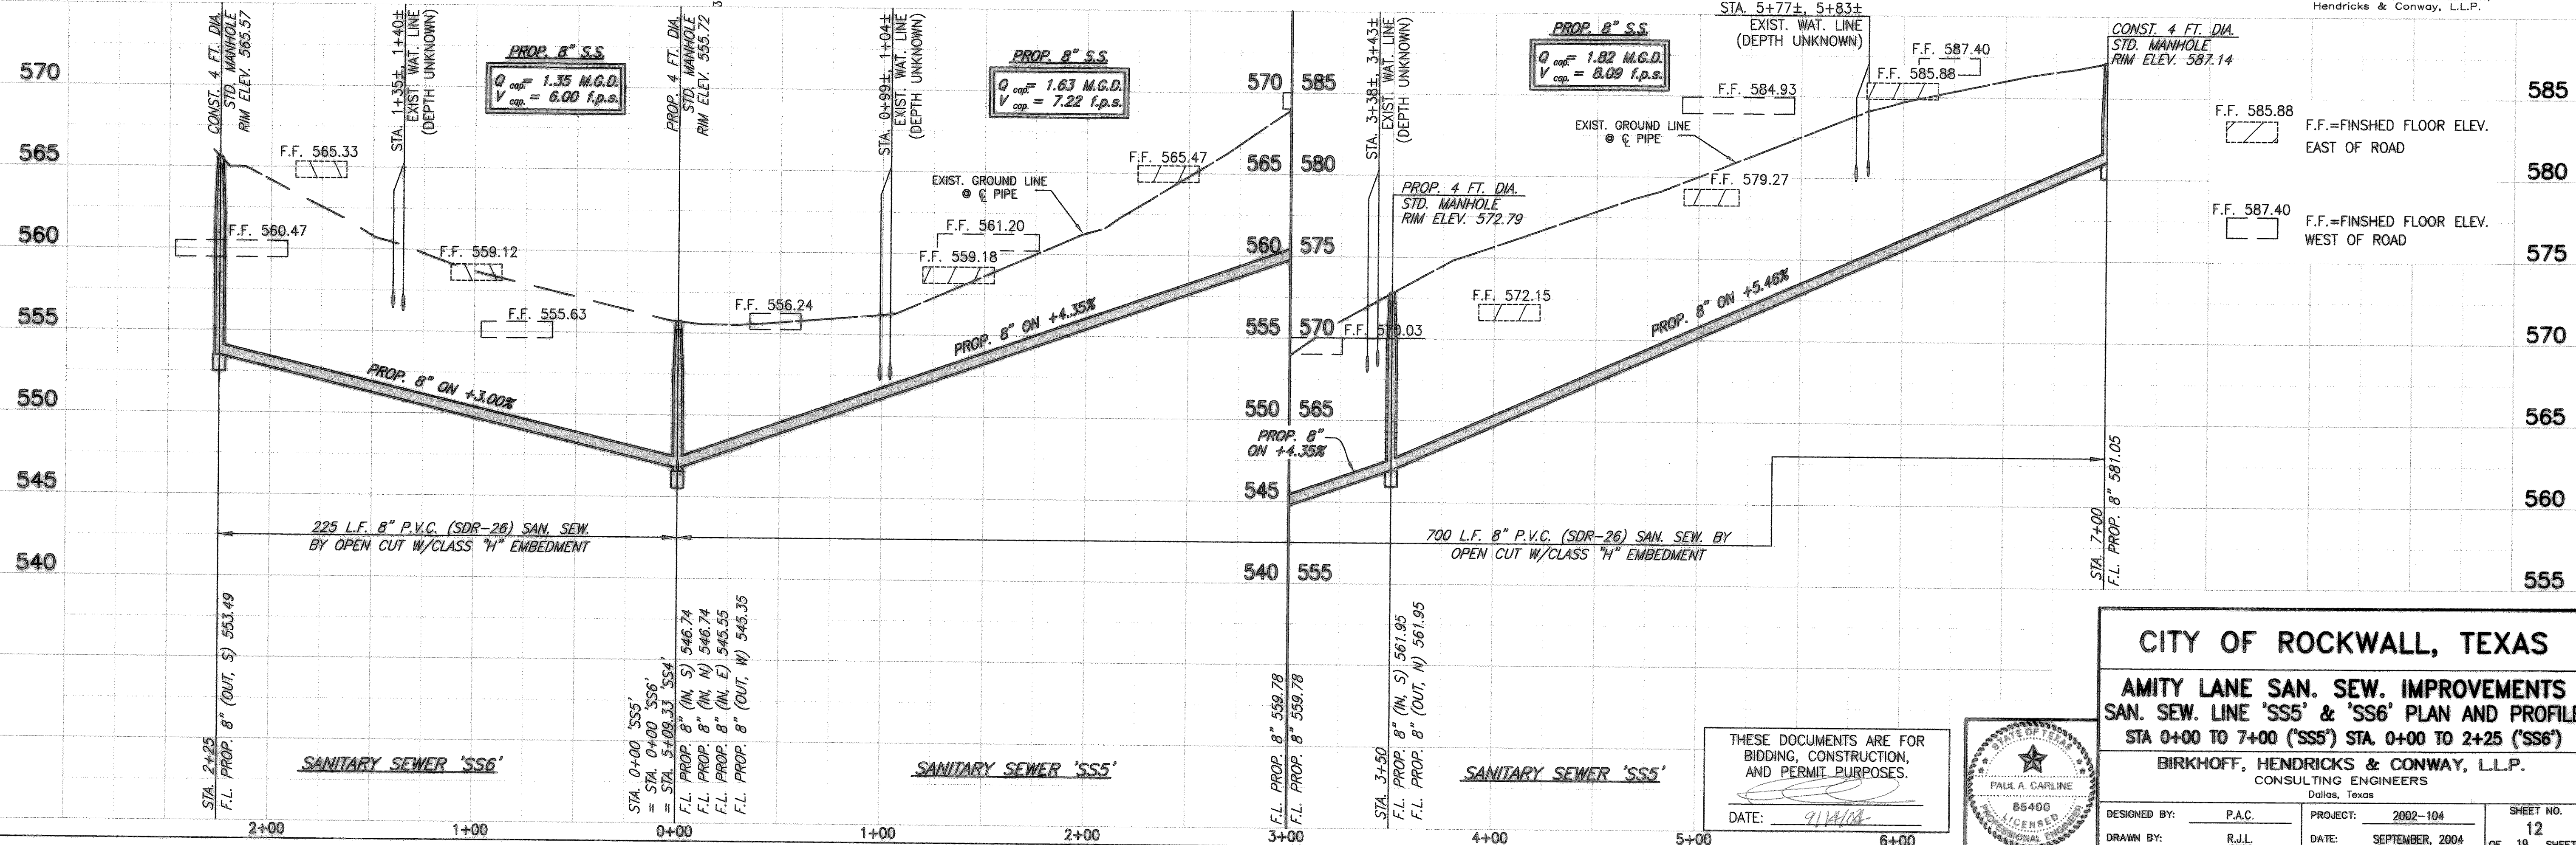 Hendricks & Conway, L.L.P.
570
565
560
555
550
545
540
CONST. 4 FT. DIA.
STD. MANHOLE
RIM ELEV. 565.57
STA. 1+35±, 1+40±
EXIST. WAT. LINE
(DEPTH UNKNOWN)
PROP. 8" S.S.
Q cap. = 1.35 M.G.D.
V cap. = 6.00 f.p.s.
PROP. 4 FT. DIA.
STD. MANHOLE
RIM ELEV. 555.72
STA. 0+99±, 1+04±
EXIST. WAT. LINE
(DEPTH UNKNOWN)
PROP. 8" S.S.
Q cap. = 1.63 M.G.D.
V cap. = 7.22 f.p.s.
F.F. 565.33
F.F. 560.47
F.F. 559.12
F.F. 555.63
F.F. 556.24
EXIST. GROUND LINE
@ ℄ PIPE
F.F. 565.47
F.F. 561.20
F.F. 559.18
PROP. 8" ON +3.00%
PROP. 8" ON +4.35%
225 L.F. 8" P.V.C. (SDR-26) SAN. SEW.
BY OPEN CUT W/CLASS "H" EMBEDMENT
570
565
560
555
550
545
540
585
580
575
570
565
555
STA. 3+38±, 3+43±
EXIST. WAT. LINE
(DEPTH UNKNOWN)
PROP. 4 FT. DIA.
STD. MANHOLE
RIM ELEV. 572.79
PROP. 8" S.S.
Q cap. = 1.82 M.G.D.
V cap. = 8.09 f.p.s.
STA. 5+77±, 5+83±
EXIST. WAT. LINE
(DEPTH UNKNOWN)
F.F. 584.93
EXIST. GROUND LINE
@ ℄ PIPE
F.F. 587.40
F.F. 585.88
F.F. 579.27
F.F. 572.15
F.F. 570.03
PROP. 8"
ON +4.35%
PROP. 8" ON +5.46%
700 L.F. 8" P.V.C. (SDR-26) SAN. SEW. BY
OPEN CUT W/CLASS "H" EMBEDMENT
CONST. 4 FT. DIA.
STD. MANHOLE
RIM ELEV. 587.14
F.F. 585.88
F.F.=FINSHED FLOOR ELEV.
EAST OF ROAD
F.F. 587.40
F.F.=FINSHED FLOOR ELEV.
WEST OF ROAD
585
580
575
570
565
560
555
STA. 2+25
F.L. PROP. 8" (OUT, S) 553.49
SANITARY SEWER 'SS6'
STA. 0+00 'SS5'
= STA. 0+00 'SS6'
= STA. 5+09.33 'SS4'
F.L. PROP. 8" (IN, S) 546.74
F.L. PROP. 8" (IN, N) 546.74
F.L. PROP. 8" (IN, E) 545.55
F.L. PROP. 8" (OUT, W) 545.35
SANITARY SEWER 'SS5'
F.L. PROP. 8" 559.78
F.L. PROP. 8" 559.78
STA. 3+50
F.L. PROP. 8" (IN, S) 561.95
F.L. PROP. 8" (OUT, N) 561.95
SANITARY SEWER 'SS5'
STA. 7+00
F.L. PROP. 8" 581.05
2+00
1+00
0+00
1+00
2+00
3+00
4+00
5+00
6+00
THESE DOCUMENTS ARE FOR
BIDDING, CONSTRUCTION,
AND PERMIT PURPOSES.
DATE: 9/14/04
STATE OF TEXAS
PAUL A. CARLINE
85400
LICENSED
PROFESSIONAL ENGINEER
CITY OF ROCKWALL, TEXAS
AMITY LANE SAN. SEW. IMPROVEMENTS
SAN. SEW. LINE 'SS5' & 'SS6' PLAN AND PROFILE
STA 0+00 TO 7+00 ('SS5') STA. 0+00 TO 2+25 ('SS6')
BIRKHOFF, HENDRICKS & CONWAY, L.L.P.
CONSULTING ENGINEERS
Dallas, Texas
DESIGNED BY: P.A.C.
PROJECT: 2002-104
SHEET NO.
12
DRAWN BY: R.J.L.
DATE: SEPTEMBER, 2004
OF 19